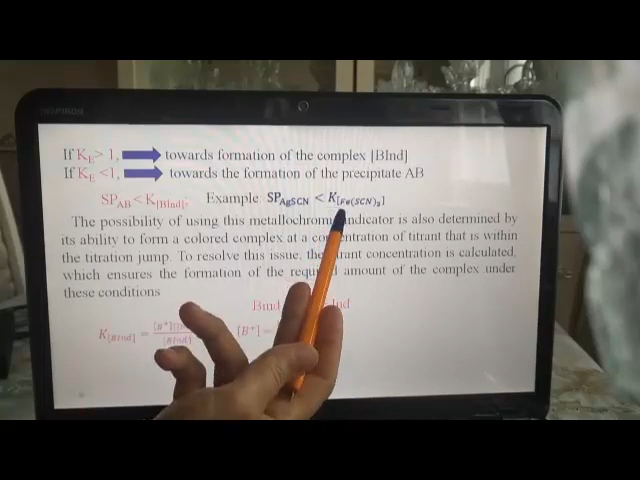 INSPIRON
If K_E > 1, towards formation of the complex [BInd]
If K_E <1, towards the formation of the precipitate AB
SP_AB < K_[BInd]. Example: SP_AgSCN < K_[Fe(SCN)3]
The possibility of using this metallochrom indicator is also determined by
its ability to form a colored complex at a concentration of titrant that is within
the titration jump. To resolve this issue, the titrant concentration is calculated,
which ensures the formation of the required amount of the complex under
these conditions
K_[BInd] = [B⁺] [B⁺] =